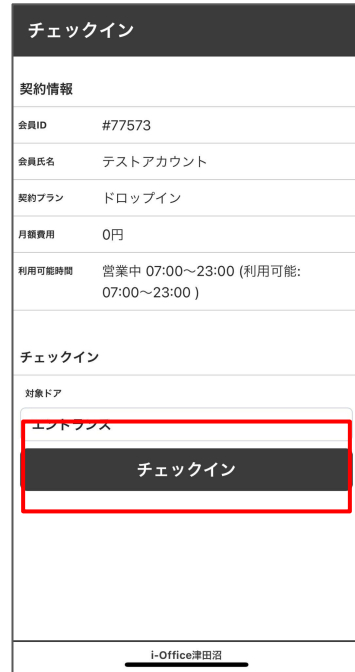 チェックイン
契約情報
会員ID #77573
会員氏名 テストアカウント
契約プラン ドロップイン
月額費用 0円
利用可能時間 営業中 07:00〜23:00 (利用可能:
07:00〜23:00 )
チェックイン
対象ドア
エントランス
チェックイン
i-Office津田沼